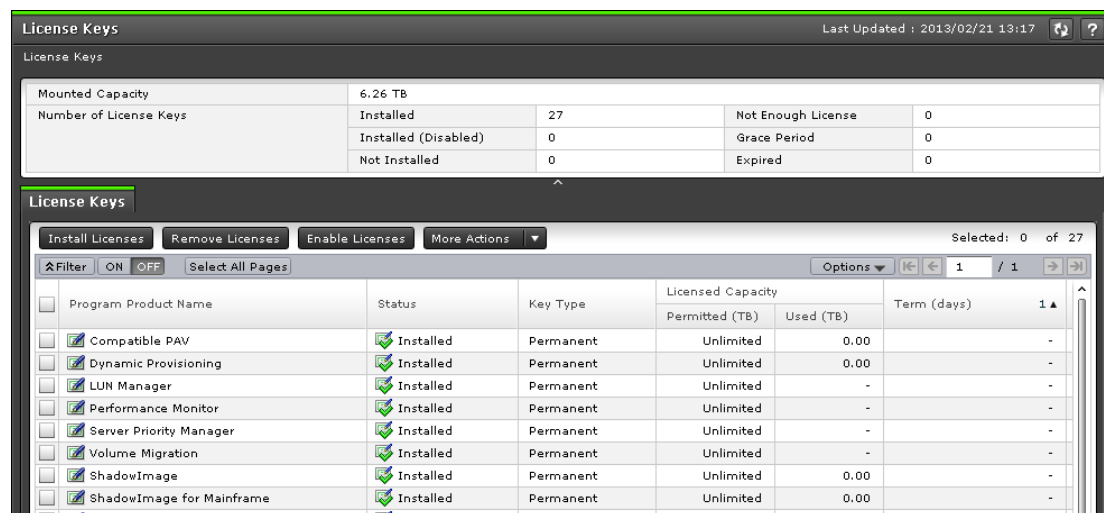 License Keys Last Updated : 2013/02/21 13:17 ?
License Keys
Mounted Capacity 6.26 TB
Number of License Keys Installed 27 Not Enough License 0
Installed (Disabled) 0 Grace Period 0
Not Installed 0 Expired 0
License Keys
Install Licenses Remove Licenses Enable Licenses More Actions Selected: 0 of 27
Filter ON OFF Select All Pages Options 1 / 1
Program Product Name Status Key Type Licensed Capacity Term (days) 1
Permitted (TB) Used (TB)
Compatible PAV Installed Permanent Unlimited 0.00 -
Dynamic Provisioning Installed Permanent Unlimited 0.00 -
LUN Manager Installed Permanent Unlimited - -
Performance Monitor Installed Permanent Unlimited - -
Server Priority Manager Installed Permanent Unlimited - -
Volume Migration Installed Permanent Unlimited - -
ShadowImage Installed Permanent Unlimited 0.00 -
ShadowImage for Mainframe Installed Permanent Unlimited 0.00 -